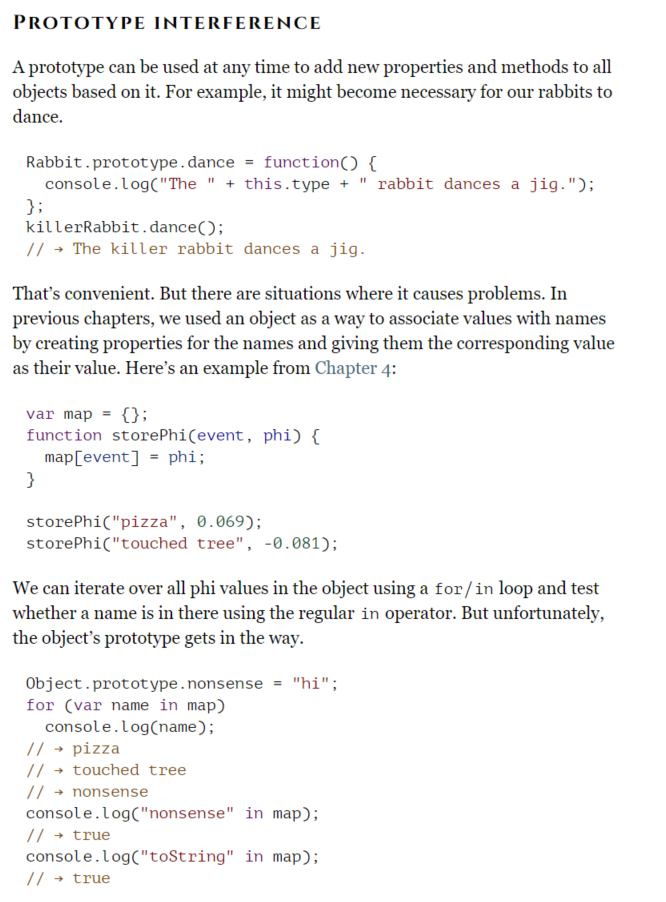 PROTOTYPE INTERFERENCE
A prototype can be used at any time to add new properties and methods to all
objects based on it. For example, it might become necessary for our rabbits to
dance.
Rabbit.prototype.dance = function() {
  console.log("The " + this.type + " rabbit dances a jig.");
};
killerRabbit.dance();
// → The killer rabbit dances a jig.
That’s convenient. But there are situations where it causes problems. In
previous chapters, we used an object as a way to associate values with names
by creating properties for the names and giving them the corresponding value
as their value. Here’s an example from Chapter 4:
var map = {};
function storePhi(event, phi) {
  map[event] = phi;
}
storePhi("pizza", 0.069);
storePhi("touched tree", -0.081);
We can iterate over all phi values in the object using a for/in loop and test
whether a name is in there using the regular in operator. But unfortunately,
the object’s prototype gets in the way.
Object.prototype.nonsense = "hi";
for (var name in map)
  console.log(name);
// → pizza
// → touched tree
// → nonsense
console.log("nonsense" in map);
// → true
console.log("toString" in map);
// → true